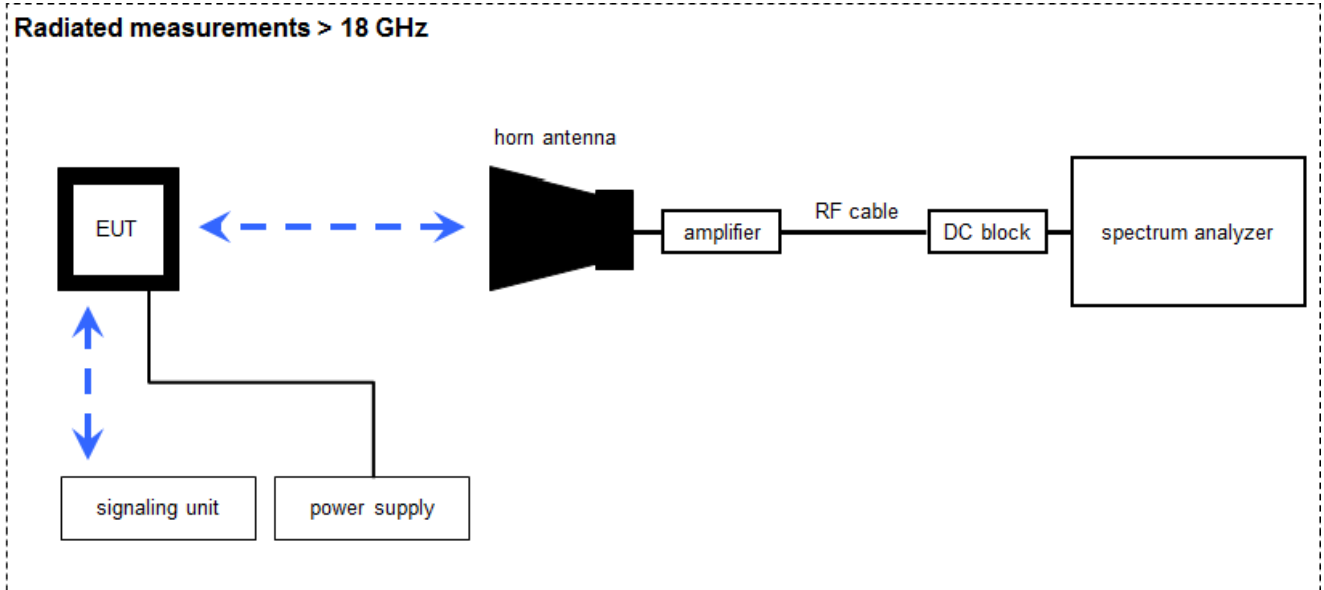 Radiated measurements > 18 GHz
horn antenna
EUT
amplifier
RF cable
DC block
spectrum analyzer
signaling unit
power supply